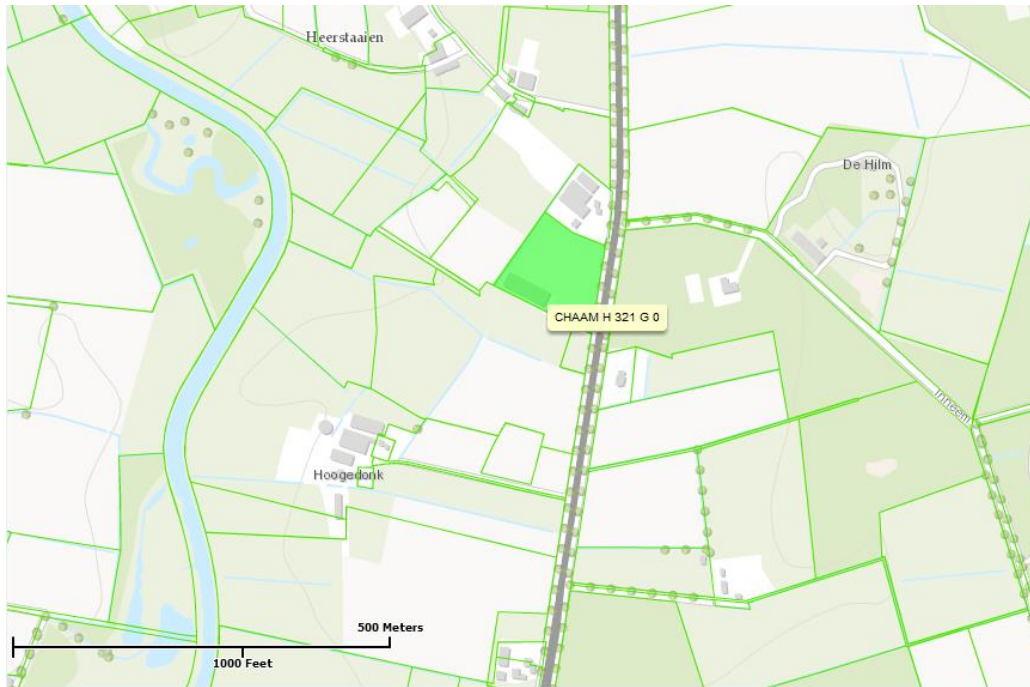 Heerstaaien
De Hilm
CHAAM H 321 G 0
Hoogedonk
500 Meters
1000 Feet